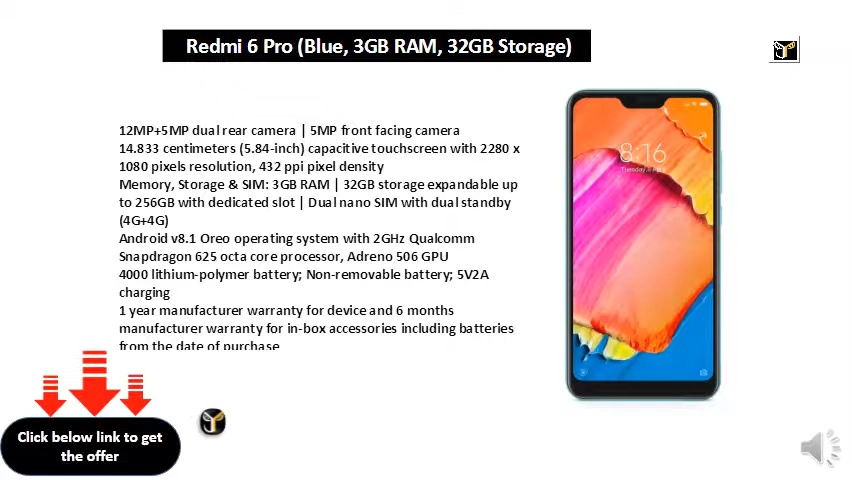 Redmi 6 Pro (Blue, 3GB RAM, 32GB Storage)
12MP+5MP dual rear camera | 5MP front facing camera
14.833 centimeters (5.84-inch) capacitive touchscreen with 2280 x
1080 pixels resolution, 432 ppi pixel density
Memory, Storage & SIM: 3GB RAM | 32GB storage expandable up
to 256GB with dedicated slot | Dual nano SIM with dual standby
(4G+4G)
Android v8.1 Oreo operating system with 2GHz Qualcomm
Snapdragon 625 octa core processor, Adreno 506 GPU
4000 lithium-polymer battery; Non-removable battery; 5V2A
charging
1 year manufacturer warranty for device and 6 months
manufacturer warranty for in-box accessories including batteries
from the date of purchase
8:16
Click below link to get
the offer